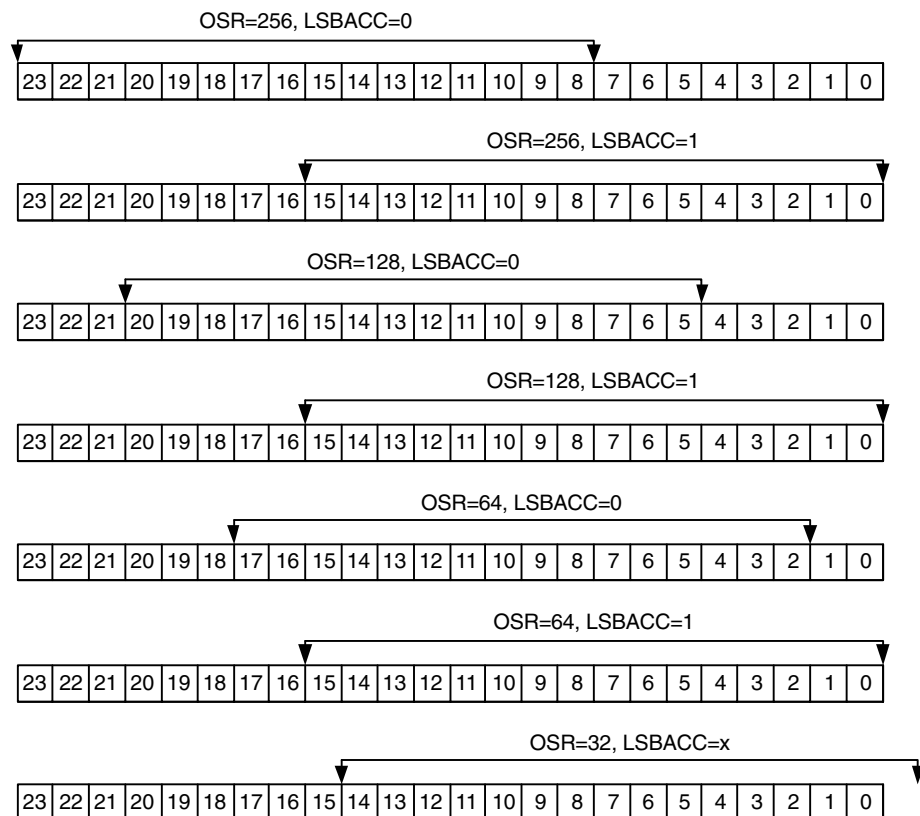 OSR=256, LSBACC=0
23 22 21 20 19 18 17 16 15 14 13 12 11 10 9 8 7 6 5 4 3 2 1 0
OSR=256, LSBACC=1
23 22 21 20 19 18 17 16 15 14 13 12 11 10 9 8 7 6 5 4 3 2 1 0
OSR=128, LSBACC=0
23 22 21 20 19 18 17 16 15 14 13 12 11 10 9 8 7 6 5 4 3 2 1 0
OSR=128, LSBACC=1
23 22 21 20 19 18 17 16 15 14 13 12 11 10 9 8 7 6 5 4 3 2 1 0
OSR=64, LSBACC=0
23 22 21 20 19 18 17 16 15 14 13 12 11 10 9 8 7 6 5 4 3 2 1 0
OSR=64, LSBACC=1
23 22 21 20 19 18 17 16 15 14 13 12 11 10 9 8 7 6 5 4 3 2 1 0
OSR=32, LSBACC=x
23 22 21 20 19 18 17 16 15 14 13 12 11 10 9 8 7 6 5 4 3 2 1 0